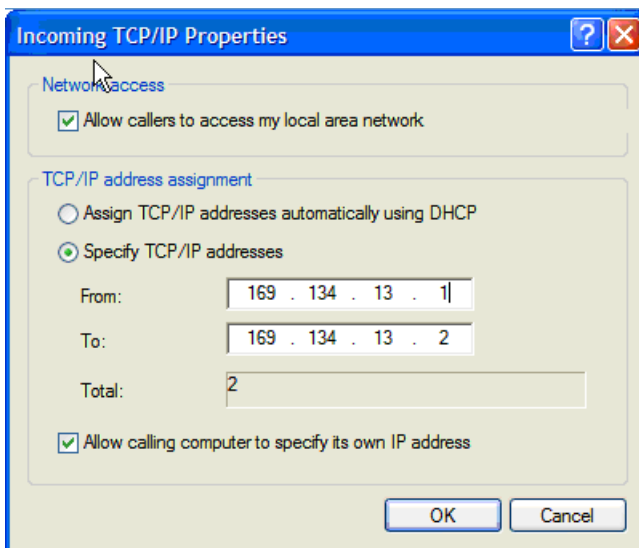 Incoming TCP/IP Properties
Network access
Allow callers to access my local area network
TCP/IP address assignment
Assign TCP/IP addresses automatically using DHCP
Specify TCP/IP addresses
From: 169 . 134 . 13 . 1
To: 169 . 134 . 13 . 2
Total: 2
Allow calling computer to specify its own IP address
OK Cancel